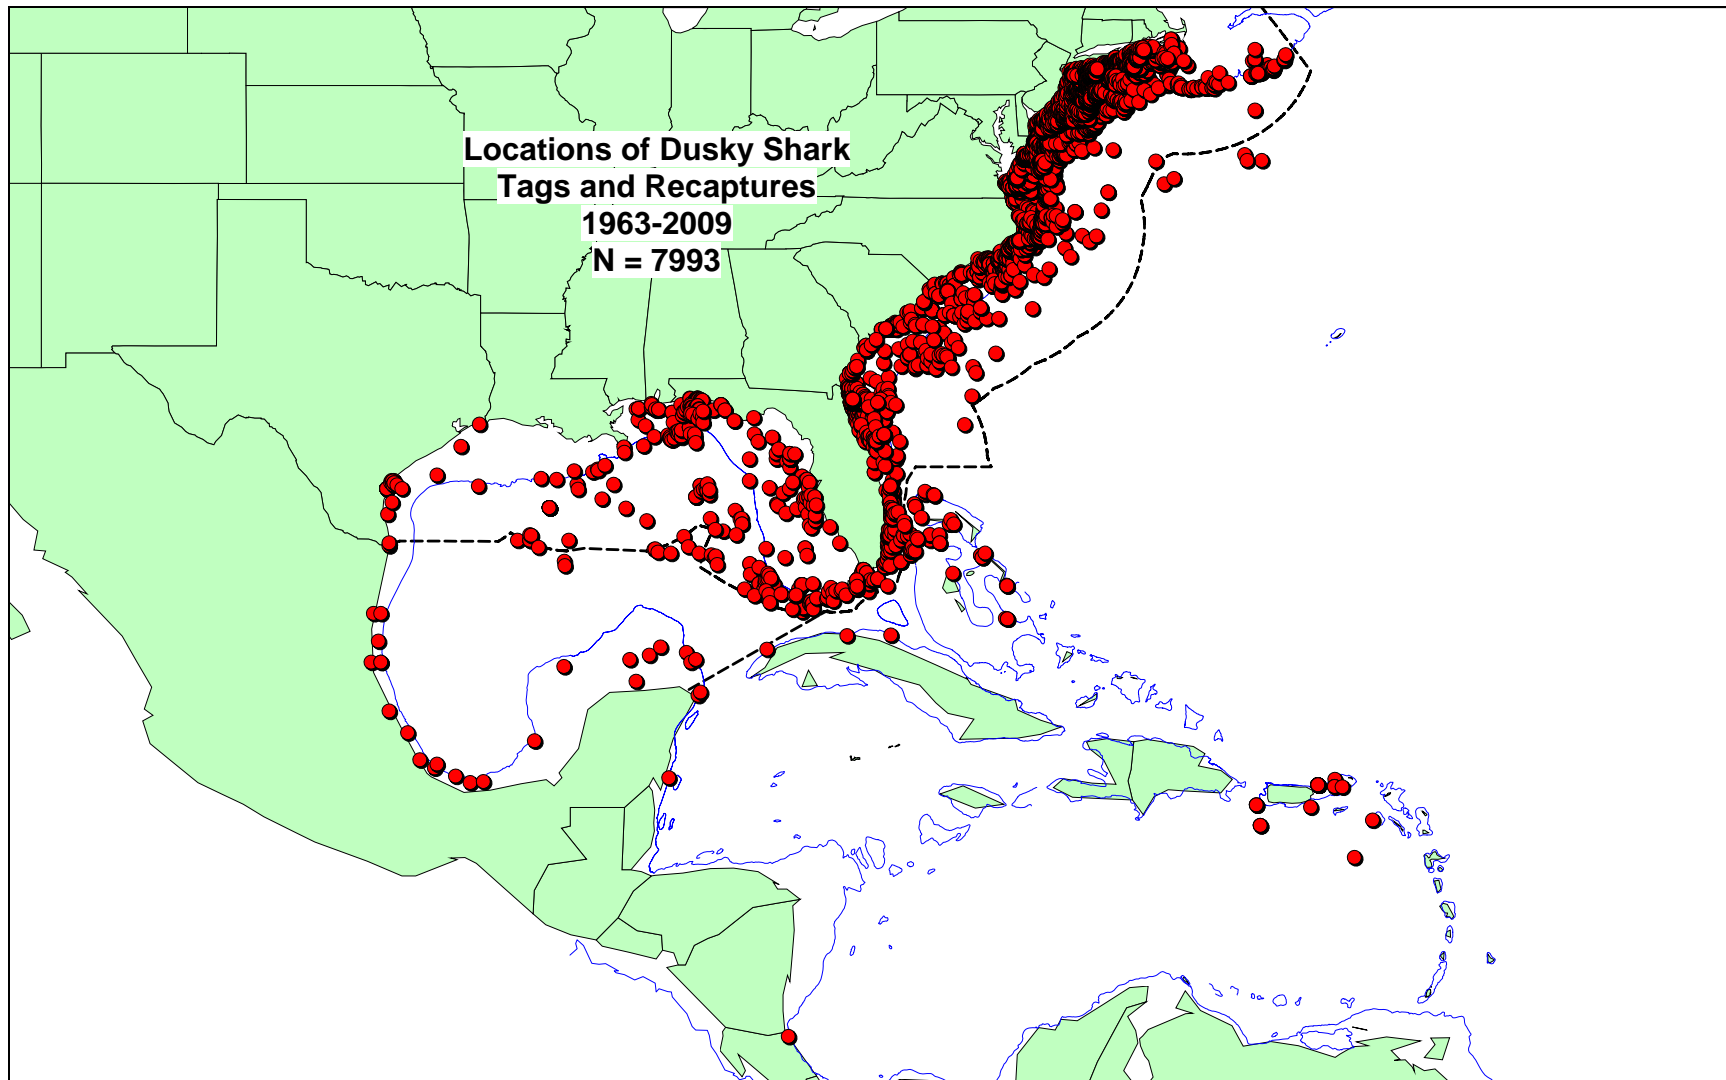 Locations of Dusky Shark
Tags and Recaptures
1963-2009
N = 7993